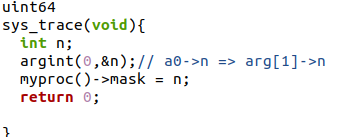 uint64
sys_trace(void){
  int n;
  argint(0,&n);// a0->n => arg[1]->n
  myproc()->mask = n;
  return 0;
}